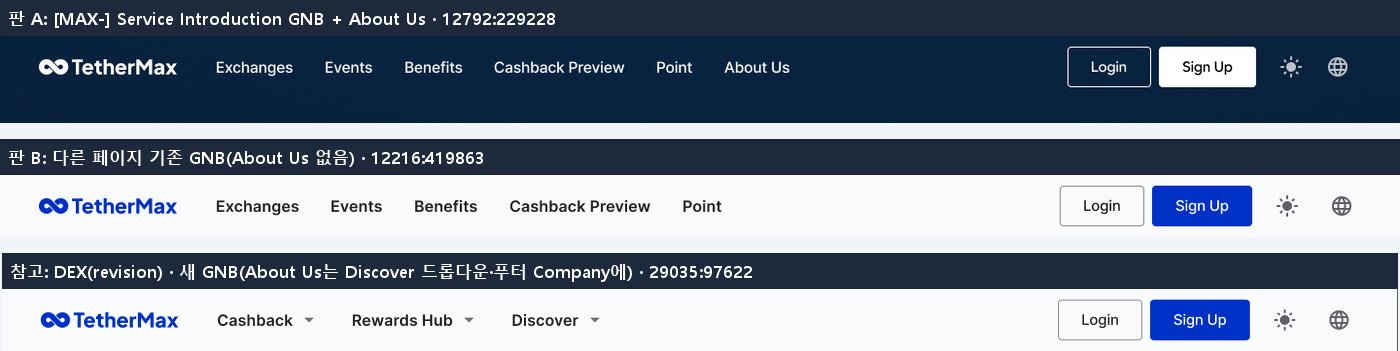 판 A: [MAX-] Service Introduction GNB + About Us · 12792:229228
TetherMax Exchanges Events Benefits Cashback Preview Point About Us Login Sign Up
판 B: 다른 페이지 기존 GNB(About Us 없음) · 12216:419863
TetherMax Exchanges Events Benefits Cashback Preview Point Login Sign Up
참고: DEX(revision) · 새 GNB(About Us는 Discover 드롭다운·푸터 Company에) · 29035:97622
TetherMax Cashback Rewards Hub Discover Login Sign Up